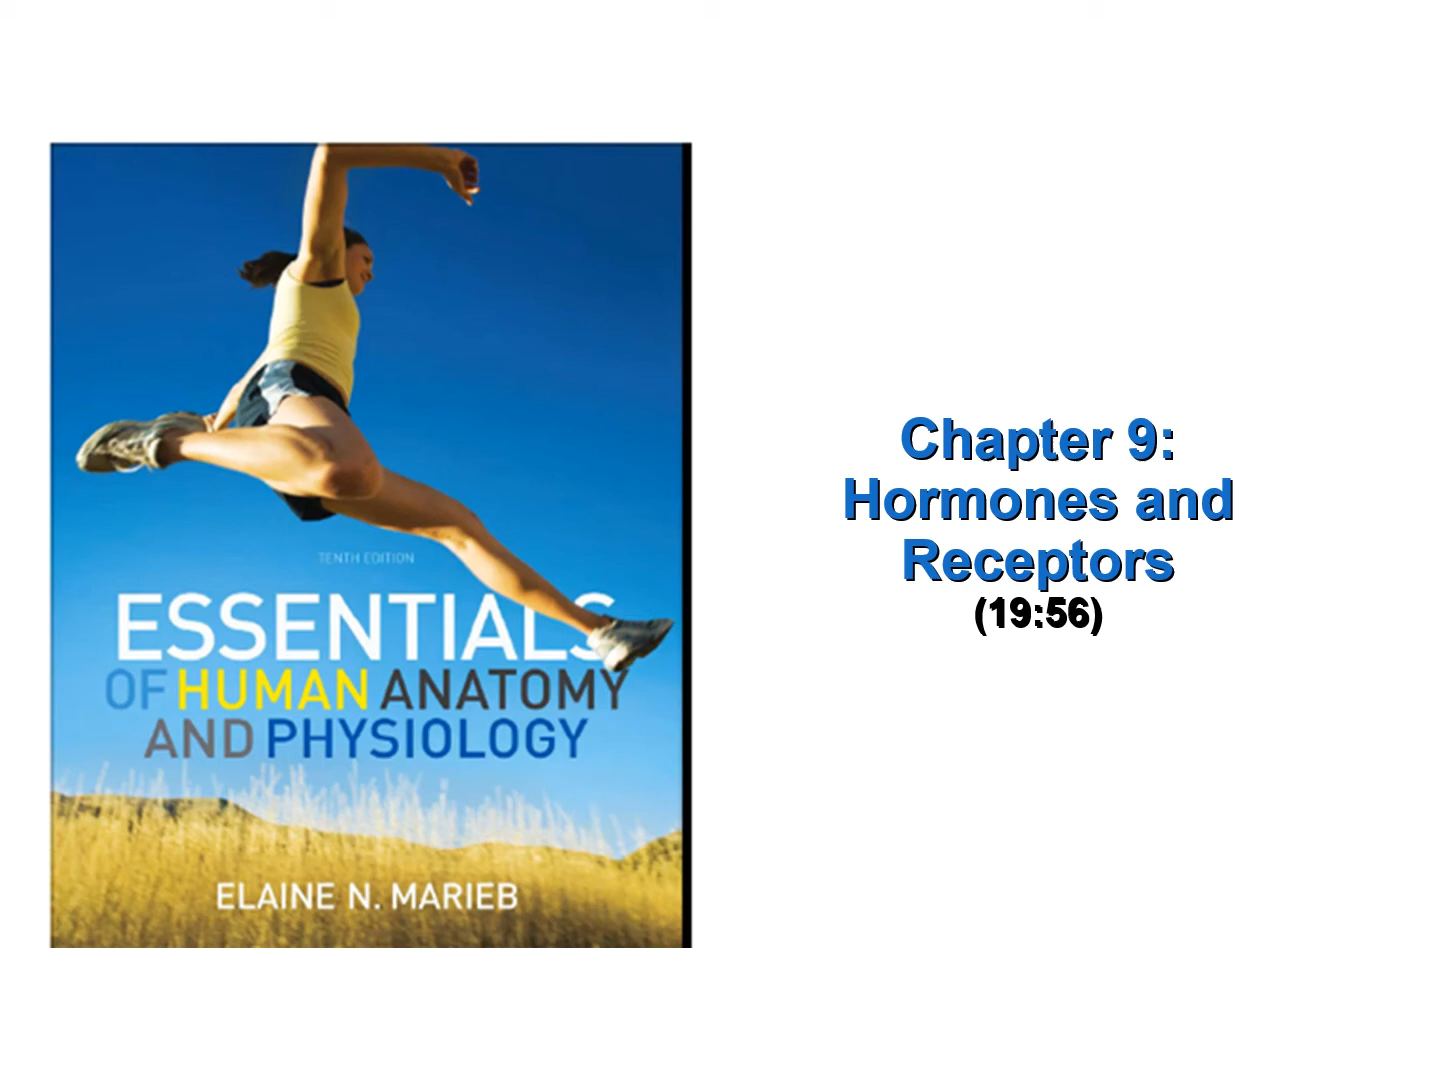 TENTH EDITION
ESSENTIALS
OF HUMAN ANATOMY
AND PHYSIOLOGY
ELAINE N. MARIEB
Chapter 9:
Hormones and
Receptors
(19:56)